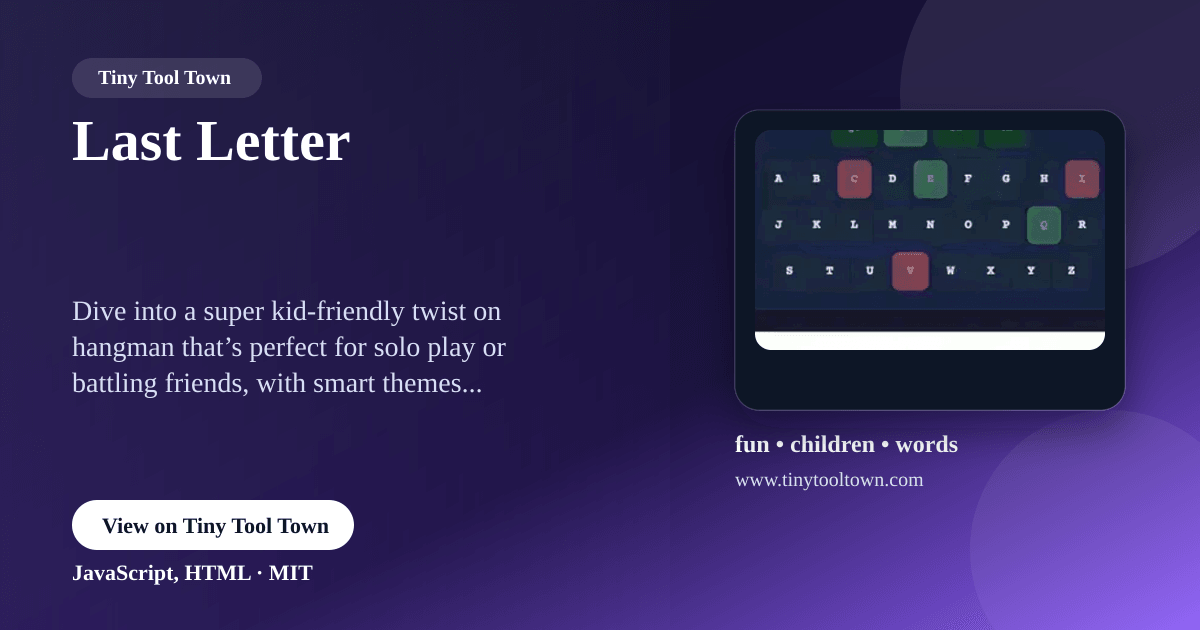 Tiny Tool Town
Last Letter
Dive into a super kid-friendly twist on
hangman that’s perfect for solo play or
battling friends, with smart themes...
View on Tiny Tool Town
JavaScript, HTML · MIT
A B C D E F G H I
J K L M N O P Q R
S T U V W X Y Z
fun • children • words
www.tinytooltown.com